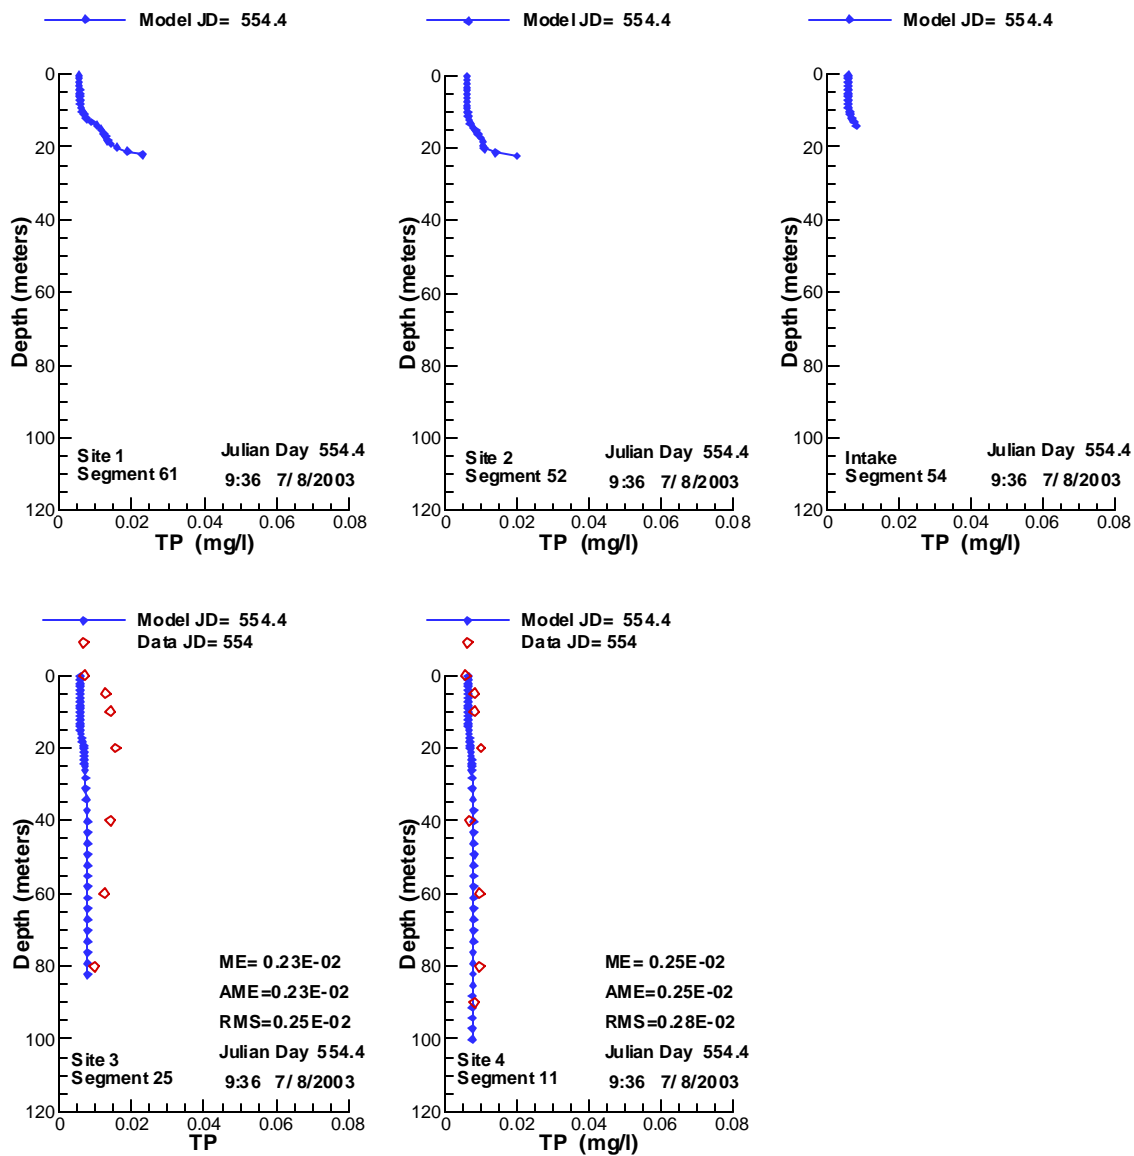 Model JD= 554.4
0
20
40
60
80
100
120
Depth (meters)
Site 1
Segment 61
Julian Day 554.4
9:36 7/ 8/2003
0 0.02 0.04 0.06 0.08
TP (mg/l)
Model JD= 554.4
0
20
40
60
80
100
120
Depth (meters)
Site 2
Segment 52
Julian Day 554.4
9:36 7/ 8/2003
0 0.02 0.04 0.06 0.08
TP (mg/l)
Model JD= 554.4
0
20
40
60
80
100
120
Depth (meters)
Intake
Segment 54
Julian Day 554.4
9:36 7/ 8/2003
0 0.02 0.04 0.06 0.08
TP (mg/l)
Model JD= 554.4
Data JD= 554
0
20
40
60
80
100
120
Depth (meters)
ME= 0.23E-02
AME=0.23E-02
RMS=0.25E-02
Site 3
Segment 25
Julian Day 554.4
9:36 7/ 8/2003
0 0.02 0.04 0.06 0.08
TP
Model JD= 554.4
Data JD= 554
0
20
40
60
80
100
120
Depth (meters)
ME= 0.25E-02
AME=0.25E-02
RMS=0.28E-02
Site 4
Segment 11
Julian Day 554.4
9:36 7/ 8/2003
0 0.02 0.04 0.06 0.08
TP (mg/l)